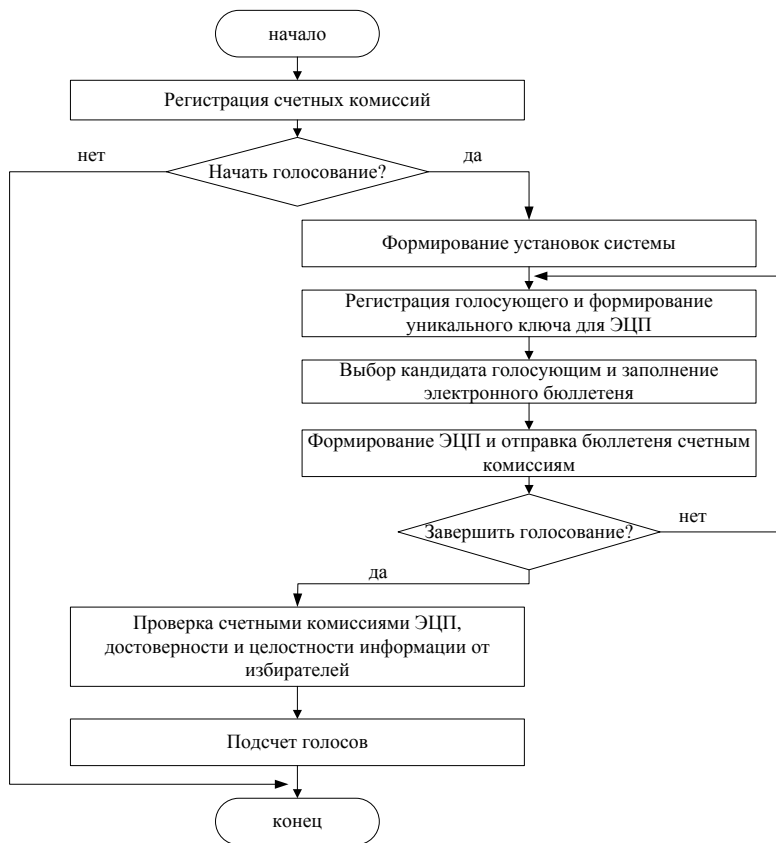 начало
Регистрация счетных комиссий
нет
да
Начать голосование?
Формирование установок системы
Регистрация голосующего и формирование
уникального ключа для ЭЦП
Выбор кандидата голосующим и заполнение
электронного бюллетеня
Формирование ЭЦП и отправка бюллетеня счетным
комиссиям
Завершить голосование?
нет
да
Проверка счетными комиссиями ЭЦП,
достоверности и целостности информации от
избирателей
Подсчет голосов
конец